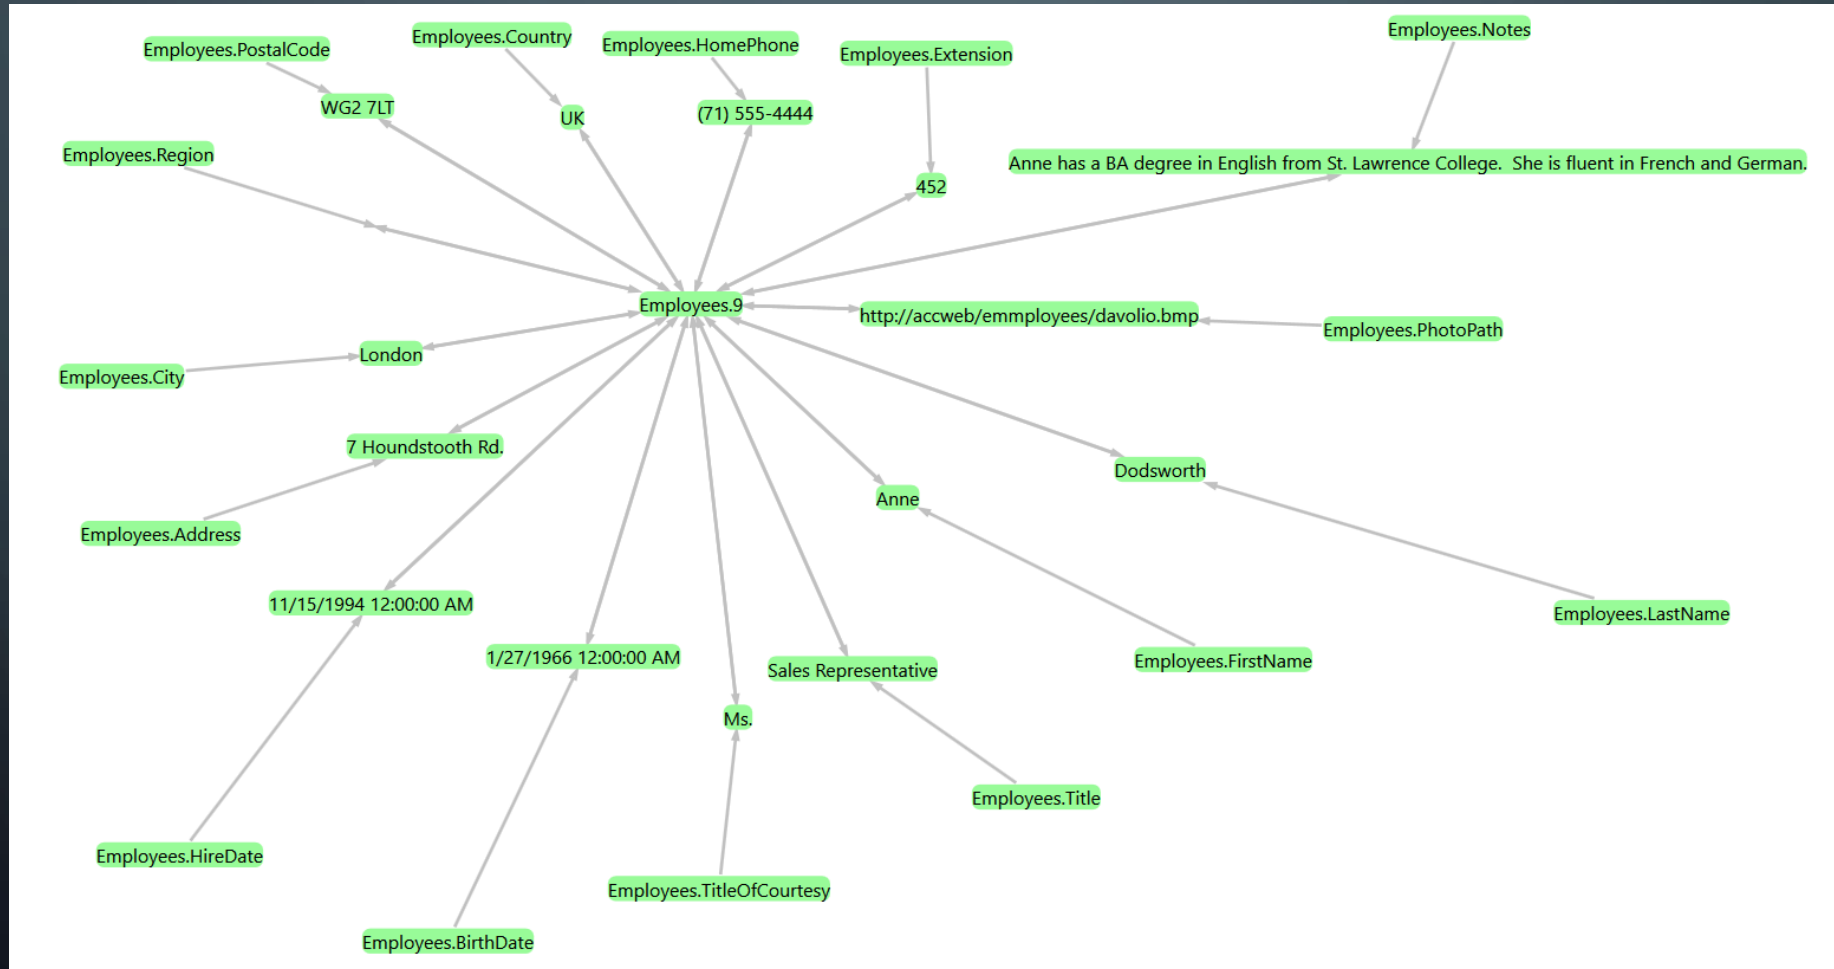 Employees.Notes
Employees.Country
Employees.HomePhone
Employees.PostalCode
Employees.Extension
WG2 7LT
(71) 555-4444
UK
Employees.Region
Anne has a BA degree in English from St. Lawrence College.  She is fluent in French and German.
452
Employees.9
http://accweb/emmployees/davolio.bmp
Employees.PhotoPath
London
Employees.City
7 Houndstooth Rd.
Dodsworth
Anne
Employees.Address
11/15/1994 12:00:00 AM
Employees.LastName
1/27/1966 12:00:00 AM
Employees.FirstName
Sales Representative
Ms.
Employees.Title
Employees.HireDate
Employees.TitleOfCourtesy
Employees.BirthDate